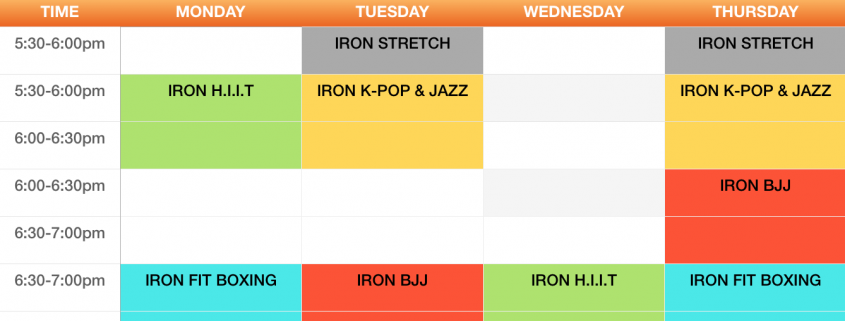 TIME MONDAY TUESDAY WEDNESDAY THURSDAY
5:30-6:00pm IRON STRETCH IRON STRETCH
5:30-6:00pm IRON H.I.I.T IRON K-POP & JAZZ IRON K-POP & JAZZ
6:00-6:30pm
6:00-6:30pm IRON BJJ
6:30-7:00pm
6:30-7:00pm IRON FIT BOXING IRON BJJ IRON H.I.I.T IRON FIT BOXING